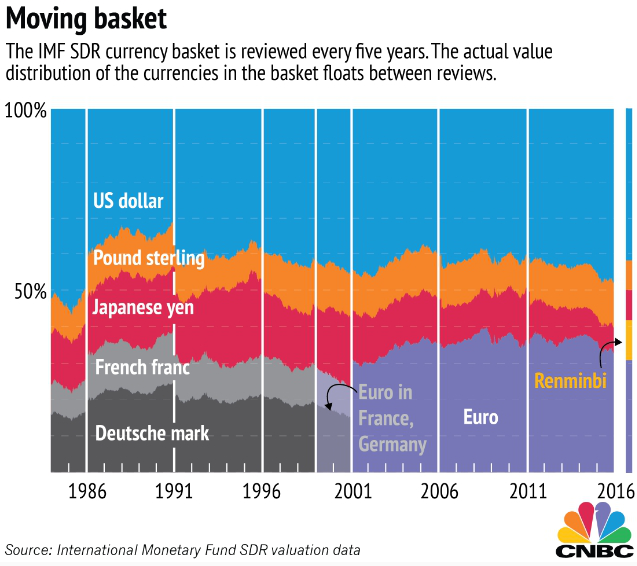 Moving basket
The IMF SDR currency basket is reviewed every five years. The actual value
distribution of the currencies in the basket floats between reviews.
100%
US dollar
Pound sterling
50%
Japanese yen
French franc
Renminbi
Euro in
France,
Germany
Euro
Deutsche mark
1986
1991
1996
2001
2006
2011
2016
Source: International Monetary Fund SDR valuation data
CNBC